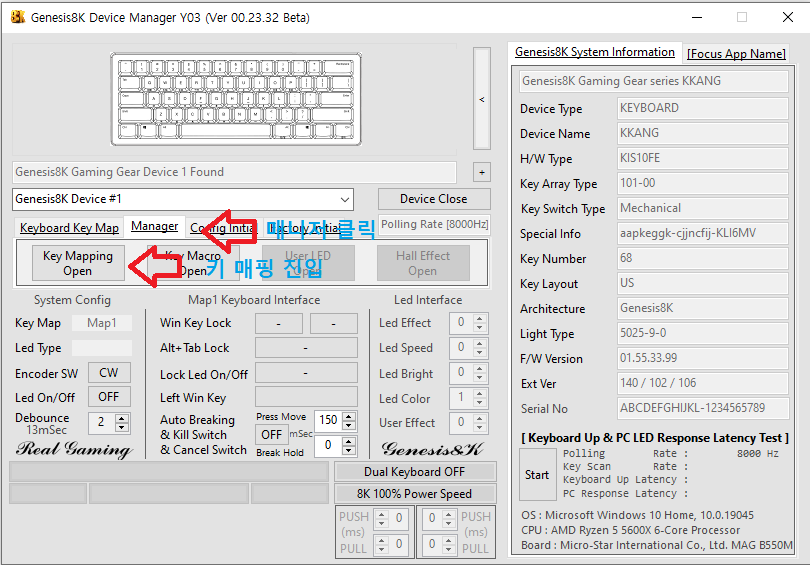 Genesis8K Device Manager Y03 (Ver 00.23.32 Beta)
<
Genesis8K Gaming Gear Device 1 Found
+
Genesis8K Device #1
Device Close
Keyboard Key Map
Manager
Config Initial
Factory Initial
Polling Rate [8000Hz]
매니저 클릭
Key Mapping
Open
Key Macro
Open
User LED
Open
Hall Effect
Open
키 매핑 진입
System Config
Key Map Map1
Led Type
Encoder SW CW
Led On/Off OFF
Debounce
13mSec
2
Real Gaming
Map1 Keyboard Interface
Win Key Lock - -
Alt+Tab Lock -
Lock Led On/Off -
Left Win Key
Auto Breaking
& Kill Switch
& Cancel Switch
Press Move 150
OFF mSec
Break Hold 0
Led Interface
Led Effect 0
Led Speed 0
Led Bright 0
Led Color 1
User Effect 0
Genesis8K
Dual Keyboard OFF
8K 100% Power Speed
PUSH 0 0 PUSH
(ms) (ms)
PULL 0 0 PULL
Genesis8K System Information
[Focus App Name]
Genesis8K Gaming Gear series KKANG
Device Type KEYBOARD
Device Name KKANG
H/W Type KIS10FE
Key Array Type 101-00
Key Switch Type Mechanical
Special Info aapkeggk-cjjncfij-KLI6MV
Key Number 68
Key Layout US
Architecture Genesis8K
Light Type 5025-9-0
F/W Version 01.55.33.99
Ext Ver 140 / 102 / 106
Serial No ABCDEFGHIJKL-1234565789
[ Keyboard Up & PC LED Response Latency Test ]
Start
Polling Rate : 8000 Hz
Key Scan Rate :
Keyboard Up Latency :
PC Response Latency :
OS : Microsoft Windows 10 Home, 10.0.19045
CPU : AMD Ryzen 5 5600X 6-Core Processor
Board : Micro-Star International Co., Ltd. MAG B550M